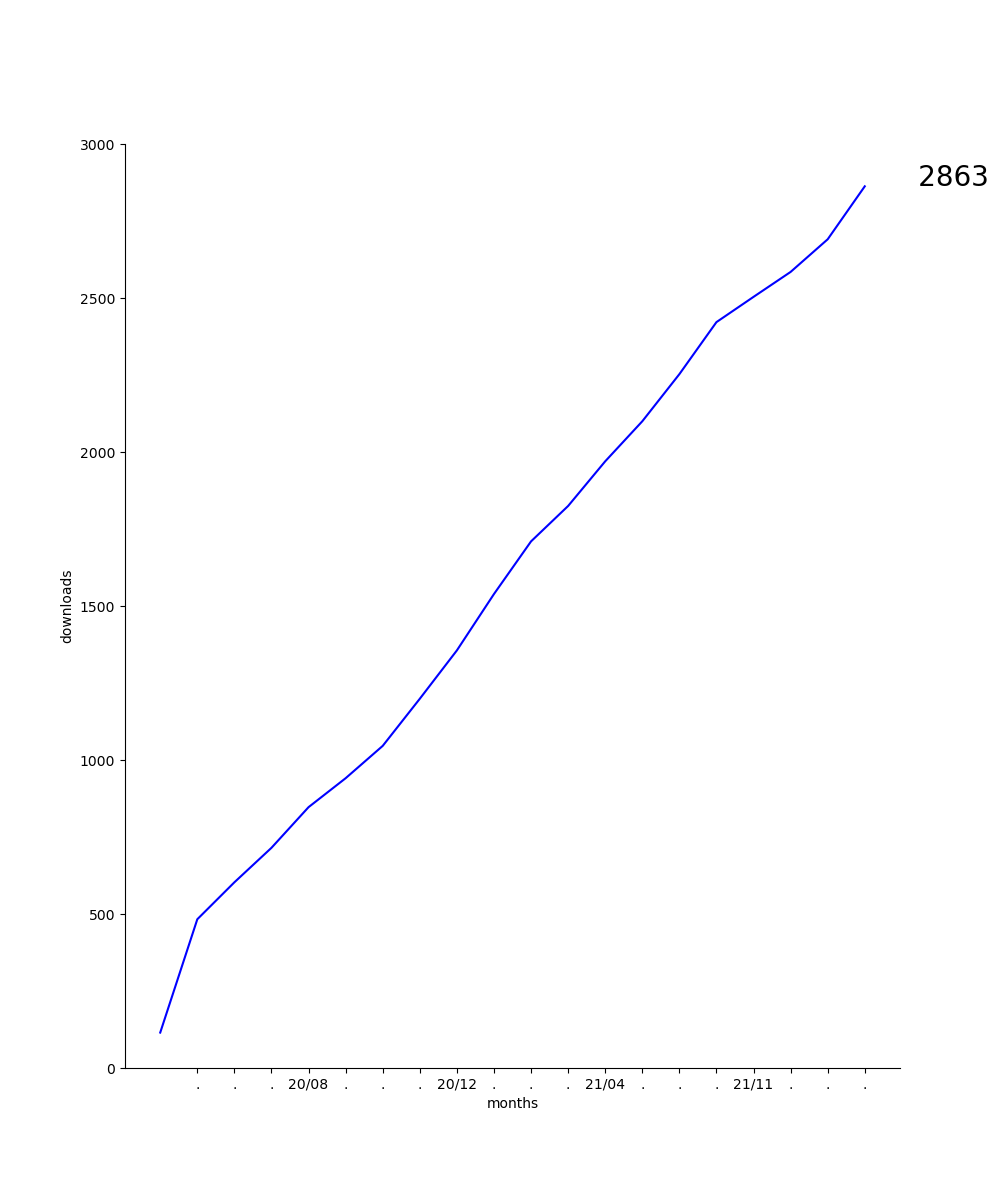 3000
2863
2500
2000
1500
downloads
1000
500
0
. . . 20/08 . . . 20/12 . . . 21/04 . . . 21/11 . . .
months